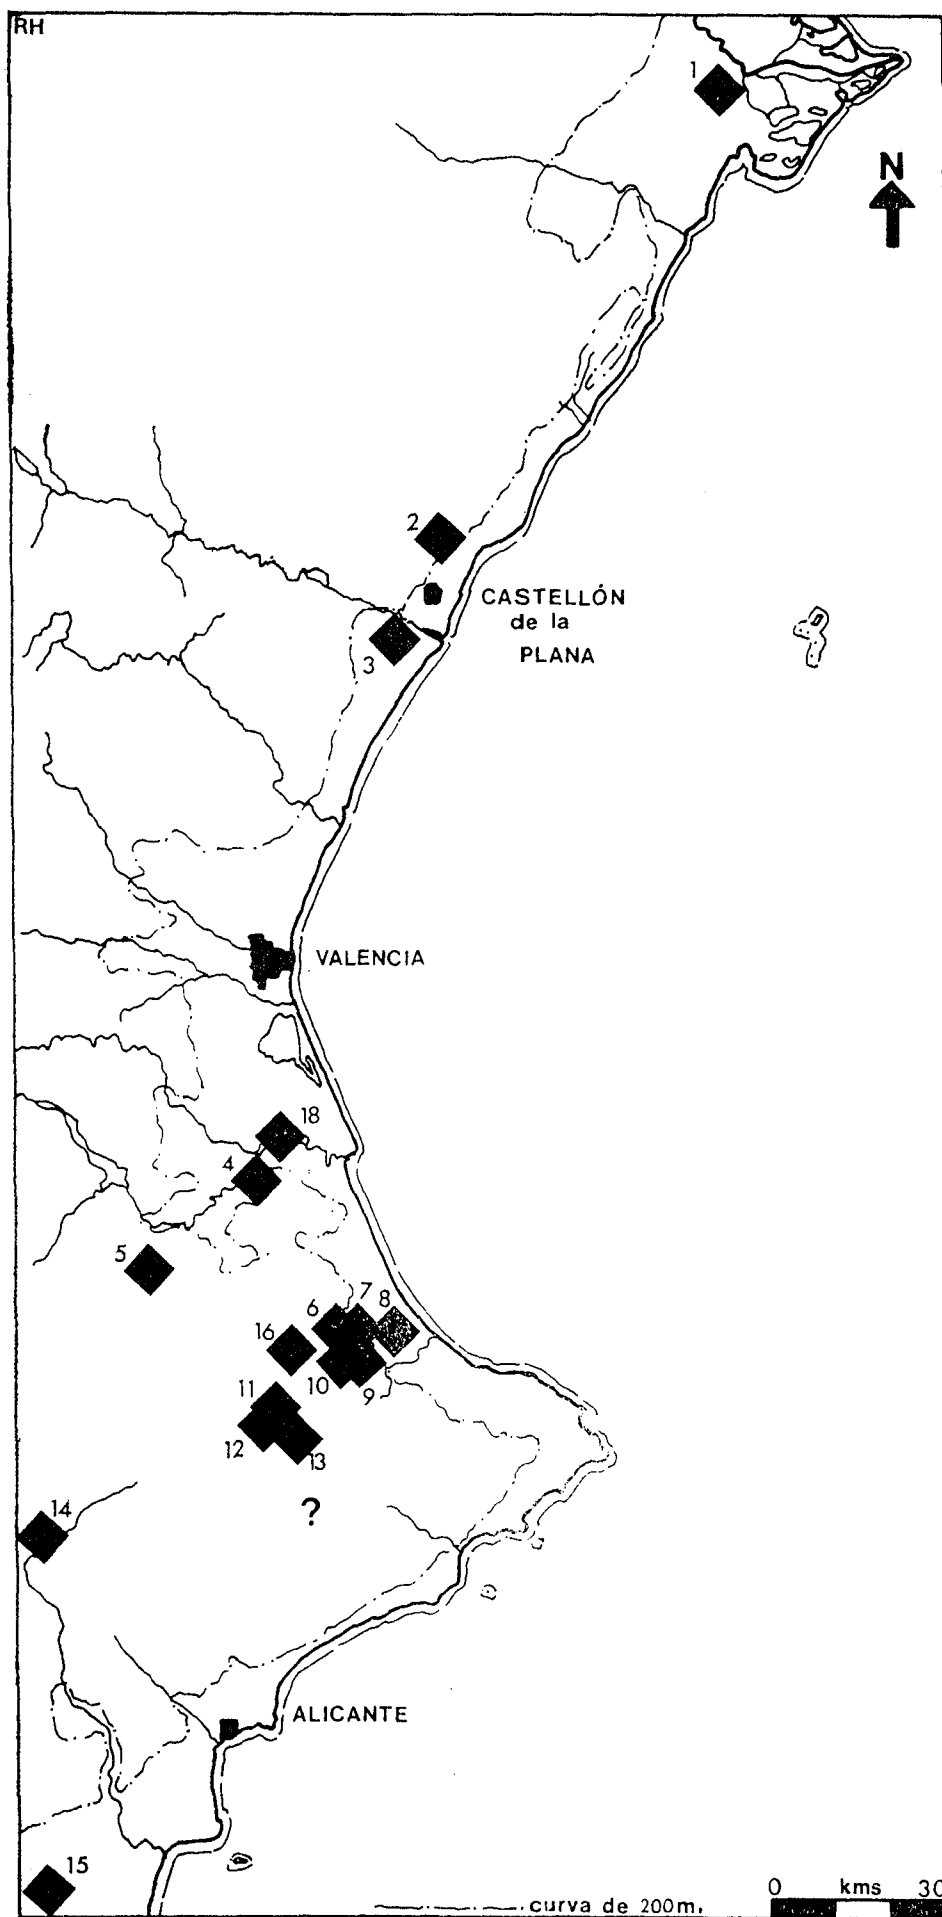 RH
1
N
2
CASTELLÓN
de la
PLANA
3
VALENCIA
18
4
5
6 7 8
16
10 9
11
12 13
?
14
ALICANTE
15
0 kms 30
curva de 200m.